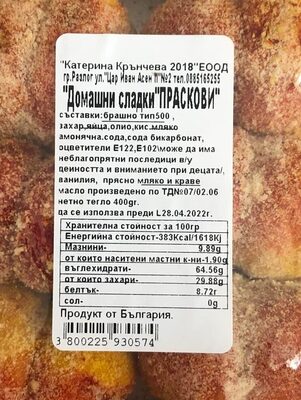 "Катерина Крънчева 2018"ЕООД
гр.Разлог ул."Цар Иван Асен II"№2 тел.0885165255
"Домашни сладки"ПРАСКОВИ"
съставки:брашно тип500 ,
захар,яйца,олио,кис.мляко
амонячна.сода,сода бикарбонат,
оцветители Е122,Е102\може да има
неблагопрятни последици в/у
дейността и вниманието при децата/,
ванилия, прясно мляко и краве
масло произведено по ТД№07/02.06
нетно тегло 400гг.
да се използва преди L28.04.2022г.
Хранителна стойност за 100гр
Енергийна стойност-383Kcal/1618Kj
Мазнини- 9.89g
от които наситени мастни к-ни-1.90g
въглехидрати- 64.56g
от които захари- 29.88g
белтък- 8.72г
сол- 0g
Продукт от България.
3 800225 930574